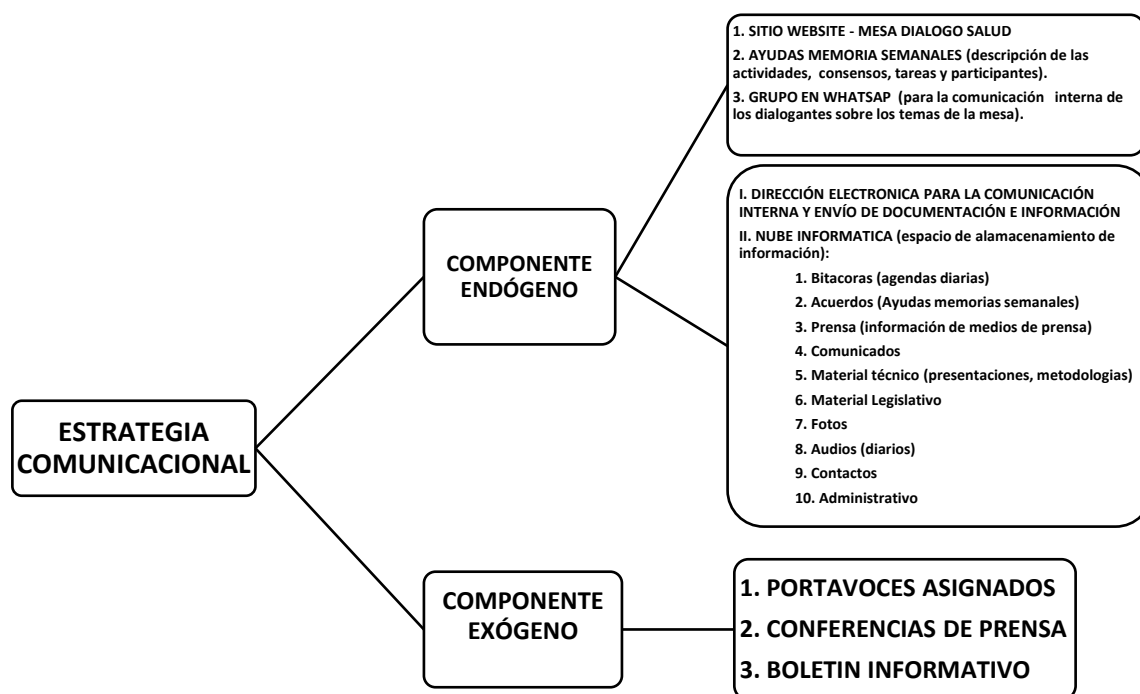 1. SITIO WEBSITE - MESA DIALOGO SALUD
2. AYUDAS MEMORIA SEMANALES (descripción de las
actividades, consensos, tareas y participantes).
3. GRUPO EN WHATSAP (para la comunicación interna de
los dialogantes sobre los temas de la mesa).
I. DIRECCIÓN ELECTRONICA PARA LA COMUNICACIÓN
INTERNA Y ENVÍO DE DOCUMENTACIÓN E INFORMACIÓN
II. NUBE INFORMATICA (espacio de alamacenamiento de
información):
1. Bitacoras (agendas diarias)
2. Acuerdos (Ayudas memorias semanales)
3. Prensa (información de medios de prensa)
4. Comunicados
5. Material técnico (presentaciones, metodologias)
6. Material Legislativo
7. Fotos
8. Audios (diarios)
9. Contactos
10. Administrativo
COMPONENTE
ENDÓGENO
ESTRATEGIA
COMUNICACIONAL
COMPONENTE
EXÓGENO
1. PORTAVOCES ASIGNADOS
2. CONFERENCIAS DE PRENSA
3. BOLETIN INFORMATIVO